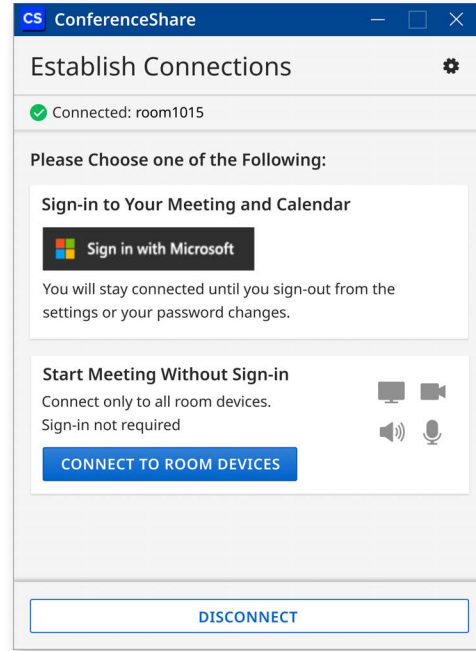 CS ConferenceShare
Establish Connections
Connected: room1015
Please Choose one of the Following:
Sign-in to Your Meeting and Calendar
Sign in with Microsoft
You will stay connected until you sign-out from the
settings or your password changes.
Start Meeting Without Sign-in
Connect only to all room devices.
Sign-in not required
CONNECT TO ROOM DEVICES
DISCONNECT